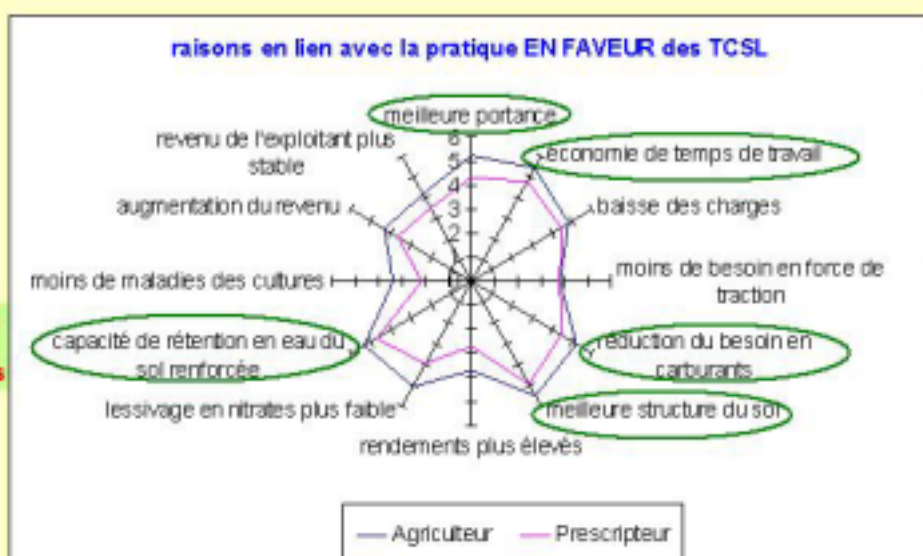 raisons en lien avec la pratique EN FAVEUR des TCSL
meilleure portance
6
5
4
3
2
économie de temps de travail
baisse des charges
moins de besoin en force de
traction
réduction du besoin en
carburants
meilleure structure du sol
rendements plus élevés
lessivage en nitrates plus faible
capacité de rétention en eau du
sol renforcée
moins de maladies des cultures
augmentation du revenu
revenu de l'exploitant plus
stable
s
Agriculteur
Prescripteur